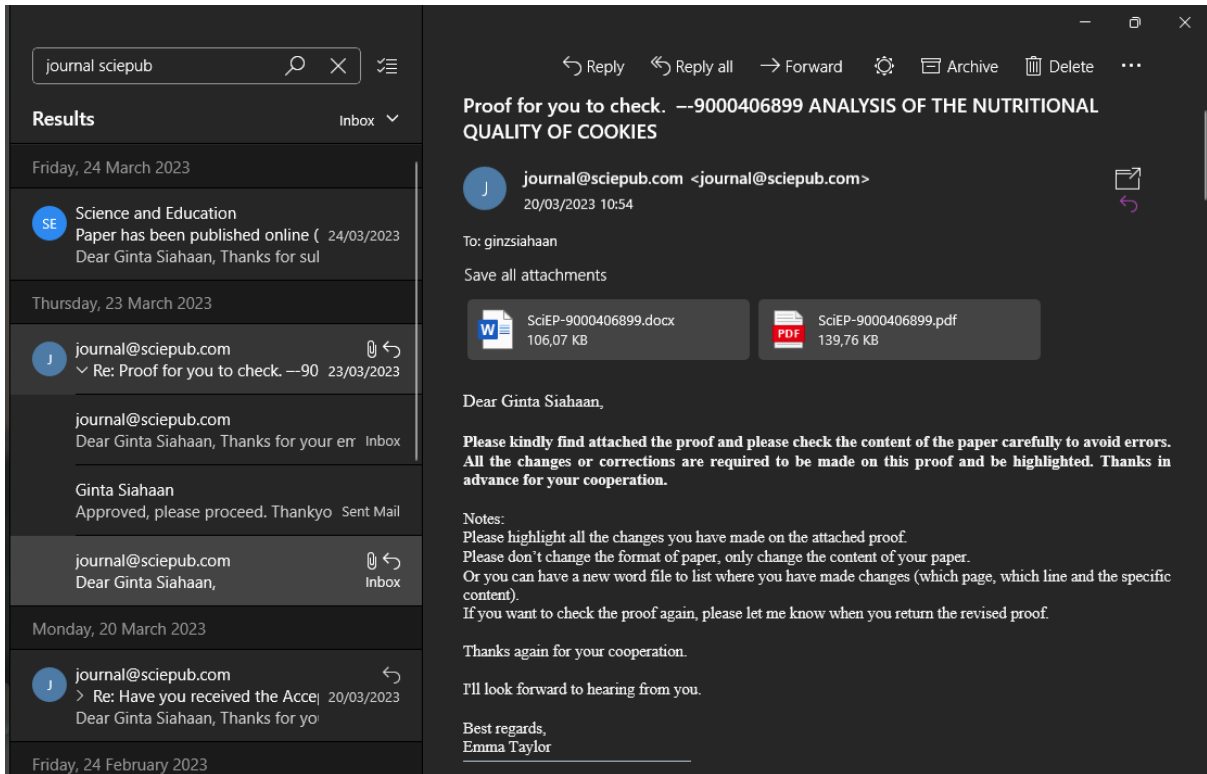 journal sciepub
Results
Inbox
Friday, 24 March 2023
SE
Science and Education
Paper has been published online ( 24/03/2023
Dear Ginta Siahaan, Thanks for sul
Thursday, 23 March 2023
J
journal@sciepub.com
Re: Proof for you to check. –-90 23/03/2023
journal@sciepub.com
Dear Ginta Siahaan, Thanks for your em Inbox
Ginta Siahaan
Approved, please proceed. Thankyo Sent Mail
journal@sciepub.com
Dear Ginta Siahaan, Inbox
Monday, 20 March 2023
J
journal@sciepub.com
Re: Have you received the Accep 20/03/2023
Dear Ginta Siahaan, Thanks for yo
Friday, 24 February 2023
Reply Reply all Forward Archive Delete
Proof for you to check. –-9000406899 ANALYSIS OF THE NUTRITIONAL
QUALITY OF COOKIES
J
journal@sciepub.com <journal@sciepub.com>
20/03/2023 10:54
To: ginzsiahaan
Save all attachments
W
SciEP-9000406899.docx
106,07 KB
PDF
SciEP-9000406899.pdf
139,76 KB
Dear Ginta Siahaan,
Please kindly find attached the proof and please check the content of the paper carefully to avoid errors.
All the changes or corrections are required to be made on this proof and be highlighted. Thanks in
advance for your cooperation.
Notes:
Please highlight all the changes you have made on the attached proof.
Please don’t change the format of paper, only change the content of your paper.
Or you can have a new word file to list where you have made changes (which page, which line and the specific
content).
If you want to check the proof again, please let me know when you return the revised proof.
Thanks again for your cooperation.
I'll look forward to hearing from you.
Best regards,
Emma Taylor